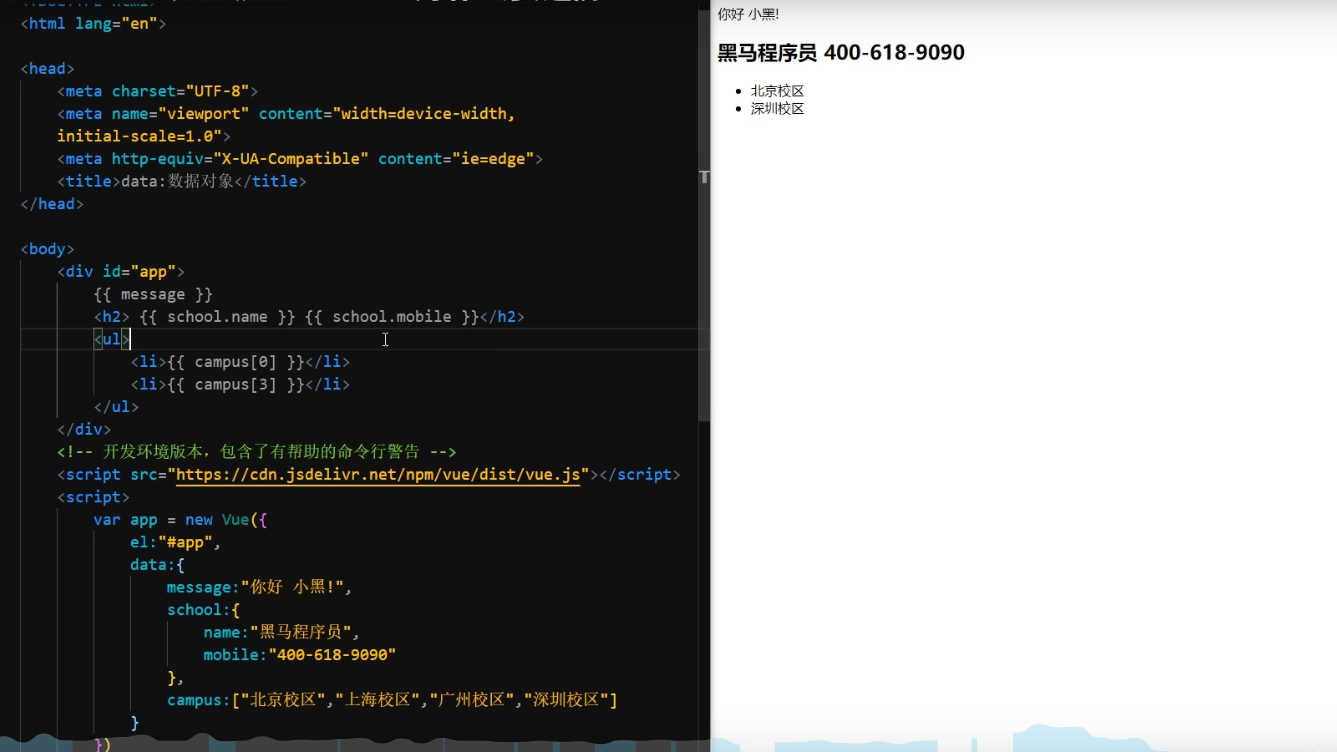 <html lang="en">
<head>
<meta charset="UTF-8">
<meta name="viewport" content="width=device-width,
initial-scale=1.0">
<meta http-equiv="X-UA-Compatible" content="ie=edge">
<title>data:数据对象</title>
</head>
<body>
<div id="app">
{{ message }}
<h2> {{ school.name }} {{ school.mobile }}</h2>
<ul>
<li>{{ campus[0] }}</li>
<li>{{ campus[3] }}</li>
</ul>
</div>
<!-- 开发环境版本，包含了有帮助的命令行警告 -->
<script src="https://cdn.jsdelivr.net/npm/vue/dist/vue.js"></script>
<script>
var app = new Vue({
el:"#app",
data:{
message:"你好 小黑!",
school:{
name:"黑马程序员",
mobile:"400-618-9090"
},
campus:["北京校区","上海校区","广州校区","深圳校区"]
}
})
你好 小黑!
黑马程序员 400-618-9090
北京校区
深圳校区